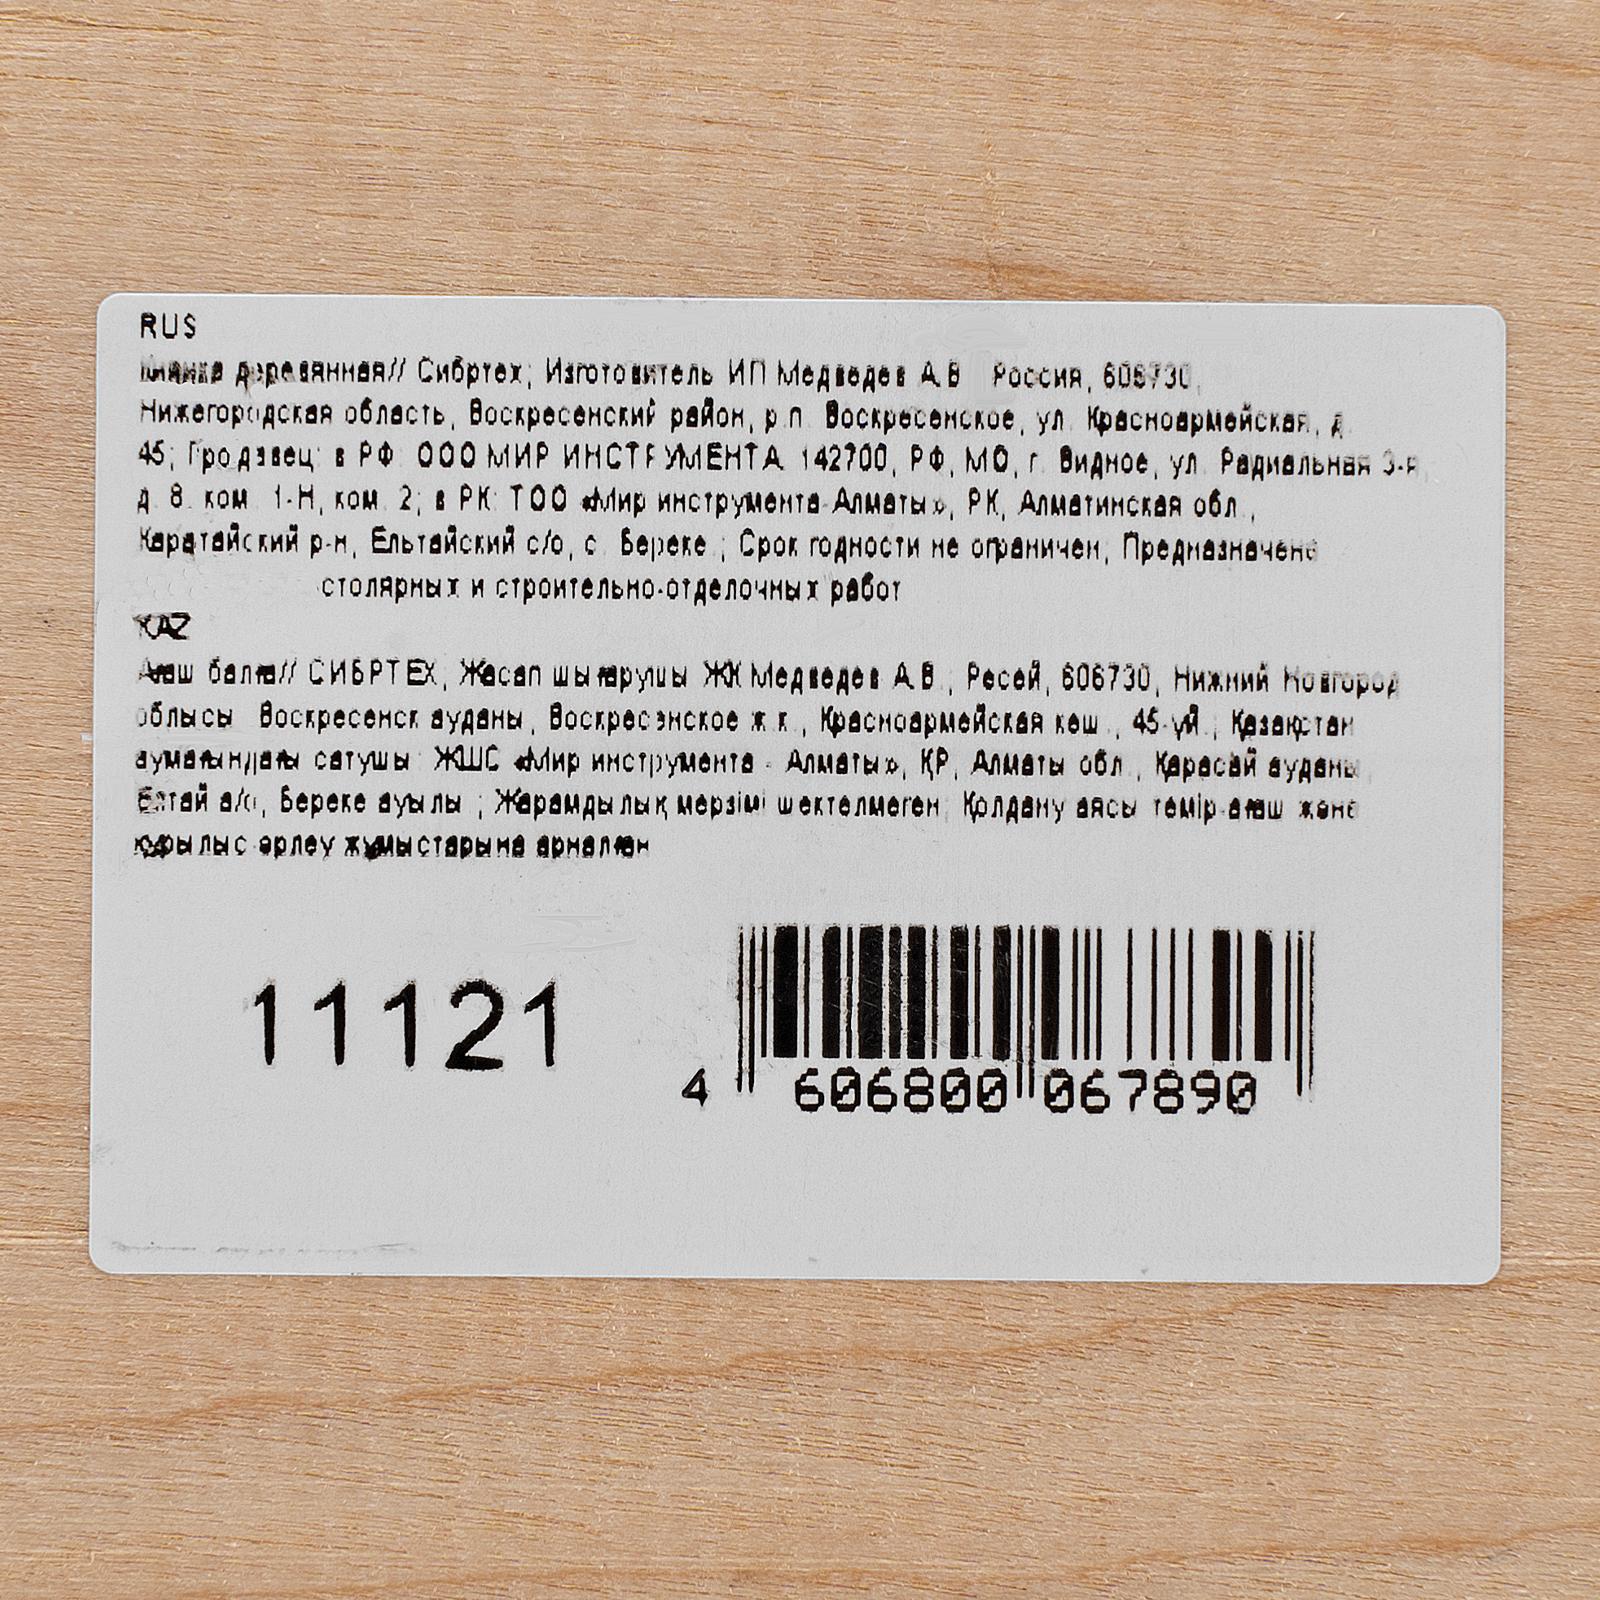 RUS
Киянка деревянная// Сибртех; Изготовитель ИП Медведев А.В. Россия, 606730,
Нижегородская область, Воскресенский район, р.п. Воскресенское, ул. Красноармейская, д.
45; Продавец: в РФ: ООО МИР ИНСТРУМЕНТА 142700, РФ, МО, г. Видное, ул. Радиальная 3-я,
д. 8. ком. 1-Н, ком. 2; в РК: ТОО «Мир инструмента-Алматы», РК, Алматинская обл.,
Каратайский р-н, Ельтайский с/о, с. Береке.; Срок годности не ограничен; Предназначена
столярных и строительно-отделочных работ
KAZ
Ағаш балға// СИБРТЕХ, Жасап шығарушы ЖК Медведев А.В., Ресей, 606730, Нижний Новгород
облысы Воскресенск ауданы, Воскресенское ж.к., Красноармейская көш., 45-үй.; Қазақстан
аумағындағы сатушы: ЖШС «Мир инструмента - Алматы», ҚР, Алматы обл., Қарасай ауданы
Елтай а/о, Береке ауылы.; Жарамдылық мерзімі шектелмеген; Қолдану аясы темір-ағаш және
құрылыс-әрлеу жұмыстарына арналған
11121
4 606800 067890